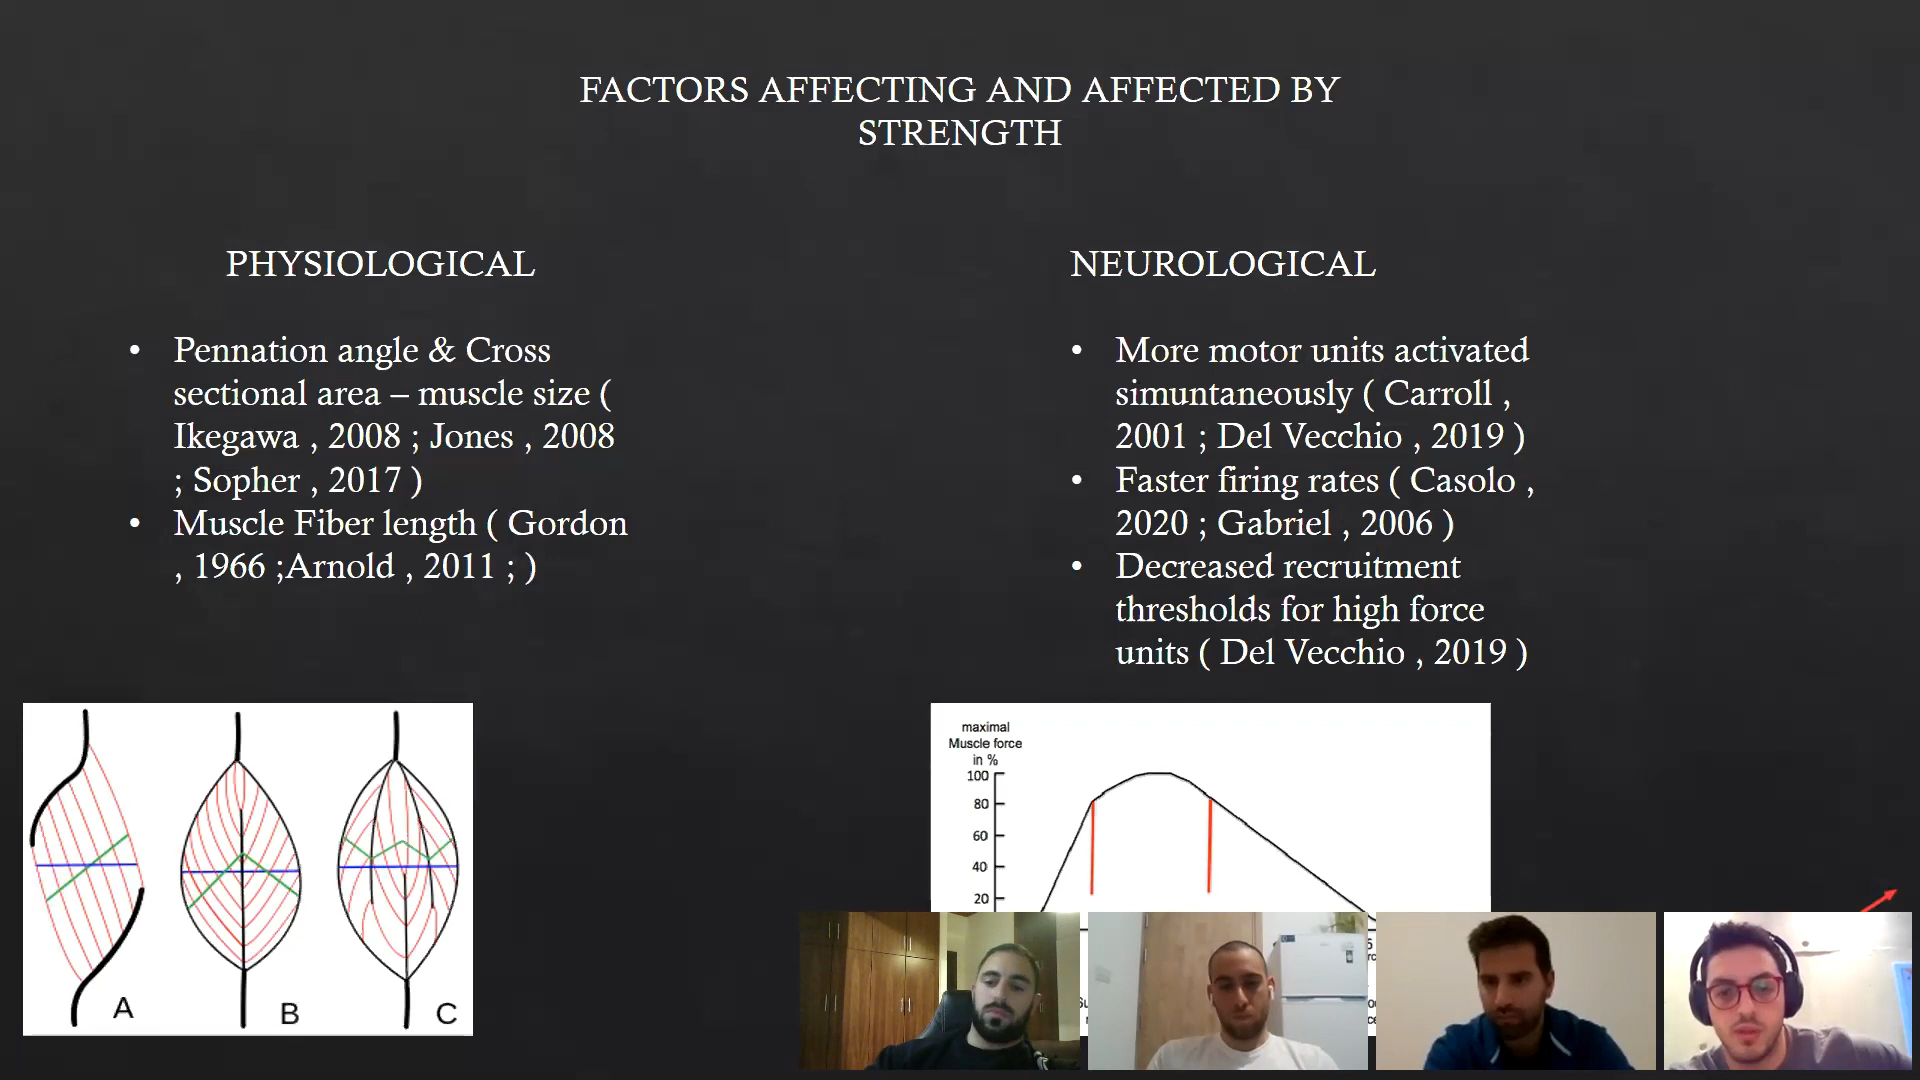 FACTORS AFFECTING AND AFFECTED BY
STRENGTH
PHYSIOLOGICAL
• Pennation angle & Cross
sectional area – muscle size (
Ikegawa , 2008 ; Jones , 2008
; Sopher , 2017 )
• Muscle Fiber length ( Gordon
, 1966 ;Arnold , 2011 ; )
NEUROLOGICAL
• More motor units activated
simuntaneously ( Carroll ,
2001 ; Del Vecchio , 2019 )
• Faster firing rates ( Casolo ,
2020 ; Gabriel , 2006 )
• Decreased recruitment
thresholds for high force
units ( Del Vecchio , 2019 )
A
B
C
maximal
Muscle force
in %
100
80
60
40
20